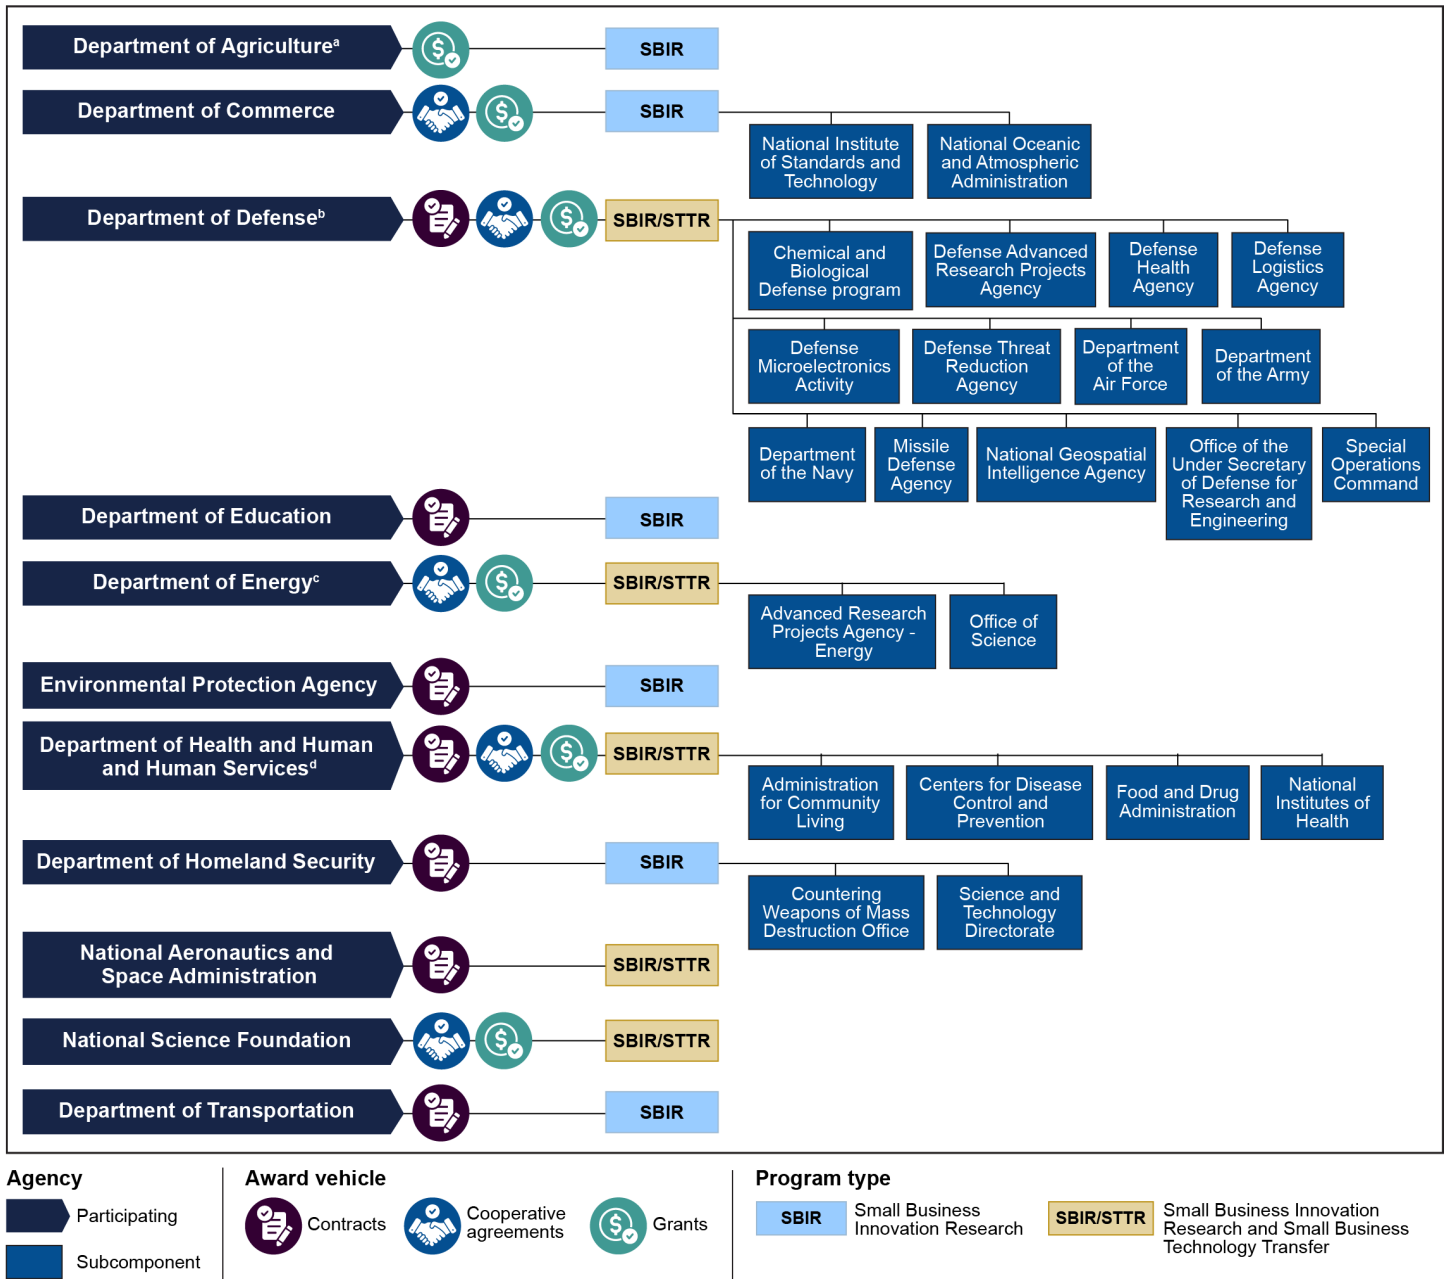 Department of Agricultureᵃ
SBIR
Department of Commerce
SBIR
National Institute
of Standards and
Technology
National Oceanic
and Atmospheric
Administration
Department of Defenseᵇ
SBIR/STTR
Chemical and
Biological
Defense program
Defense Advanced
Research Projects
Agency
Defense
Health
Agency
Defense
Logistics
Agency
Defense
Microelectronics
Activity
Defense Threat
Reduction
Agency
Department
of the
Air Force
Department
of the Army
Department
of the Navy
Missile
Defense
Agency
National Geospatial
Intelligence Agency
Office of the
Under Secretary
of Defense for
Research and
Engineering
Special
Operations
Command
Department of Education
SBIR
Department of Energyᶜ
SBIR/STTR
Advanced Research
Projects Agency -
Energy
Office of
Science
Environmental Protection Agency
SBIR
Department of Health and Human
and Human Servicesᵈ
SBIR/STTR
Administration
for Community
Living
Centers for Disease
Control and
Prevention
Food and Drug
Administration
National
Institutes of
Health
Department of Homeland Security
SBIR
Countering
Weapons of Mass
Destruction Office
Science and
Technology
Directorate
National Aeronautics and
Space Administration
SBIR/STTR
National Science Foundation
SBIR/STTR
Department of Transportation
SBIR
Agency
Participating
Subcomponent
Award vehicle
Contracts
Cooperative
agreements
Grants
Program type
SBIR
Small Business
Innovation Research
SBIR/STTR
Small Business Innovation
Research and Small Business
Technology Transfer